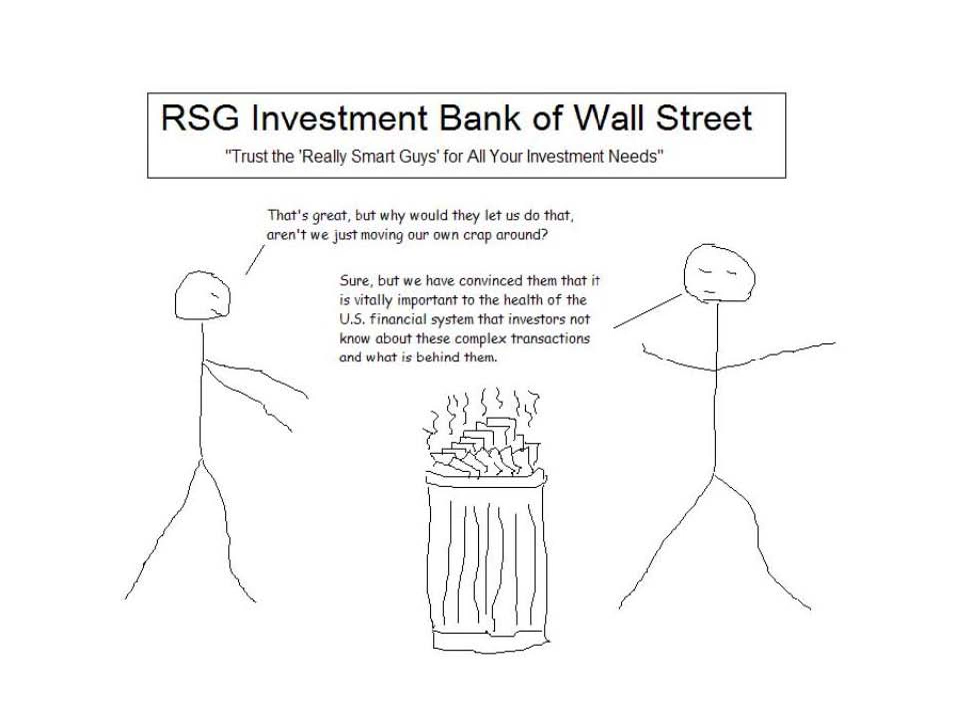 RSG Investment Bank of Wall Street
"Trust the 'Really Smart Guys' for All Your Investment Needs"
That's great, but why would they let us do that,
aren't we just moving our own crap around?
Sure, but we have convinced them that it
is vitally important to the health of the
U.S. financial system that investors not
know about these complex transactions
and what is behind them.